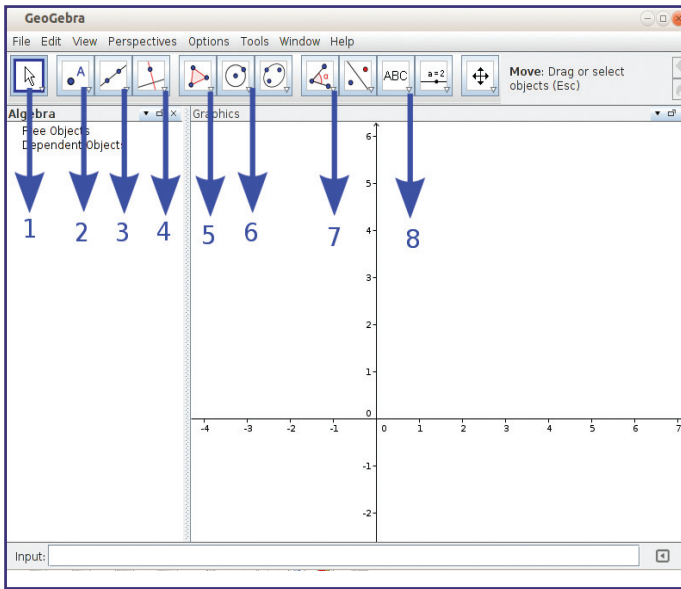 GeoGebra
File Edit View Perspectives Options Tools Window Help
A
α
ABC
a=2
Move: Drag or select
objects (Esc)
Algebra
Graphics
Free Objects
Dependent Objects
1 2 3 4 5 6 7 8
6
5
4
3
2
1
0
-4 -3 -2 -1 0 1 2 3 4 5 6 7
-1
-2
Input: